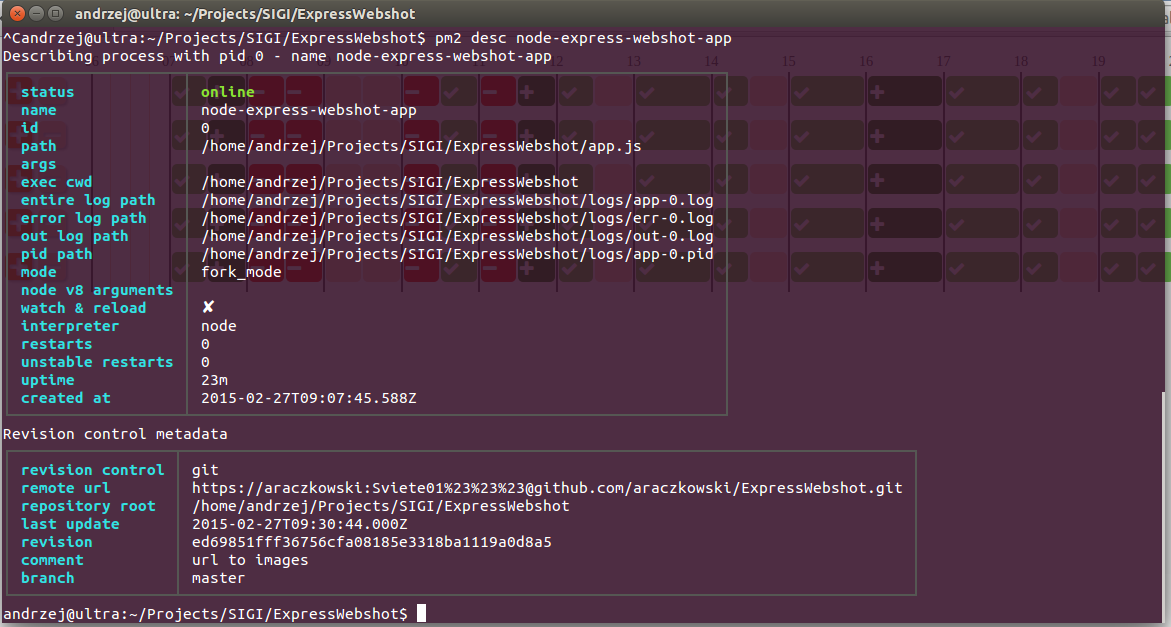 andrzej@ultra: ~/Projects/SIGI/ExpressWebshot
^Candrzej@ultra:~/Projects/SIGI/ExpressWebshot$ pm2 desc node-express-webshot-app
Describing process with pid 0 - name node-express-webshot-app
status online
name node-express-webshot-app
id 0
path /home/andrzej/Projects/SIGI/ExpressWebshot/app.js
args
exec cwd /home/andrzej/Projects/SIGI/ExpressWebshot
entire log path /home/andrzej/Projects/SIGI/ExpressWebshot/logs/app-0.log
error log path /home/andrzej/Projects/SIGI/ExpressWebshot/logs/err-0.log
out log path /home/andrzej/Projects/SIGI/ExpressWebshot/logs/out-0.log
pid path /home/andrzej/Projects/SIGI/ExpressWebshot/logs/app-0.pid
mode fork_mode
node v8 arguments
watch & reload ✘
interpreter node
restarts 0
unstable restarts 0
uptime 23m
created at 2015-02-27T09:07:45.588Z
Revision control metadata
revision control git
remote url https://araczkowski:Sviete01%23%23%23@github.com/araczkowski/ExpressWebshot.git
repository root /home/andrzej/Projects/SIGI/ExpressWebshot
last update 2015-02-27T09:30:44.000Z
revision ed69851fff36756cfa08185e3318ba1119a0d8a5
comment url to images
branch master
andrzej@ultra:~/Projects/SIGI/ExpressWebshot$
12 13 14 15 16 17 18 19